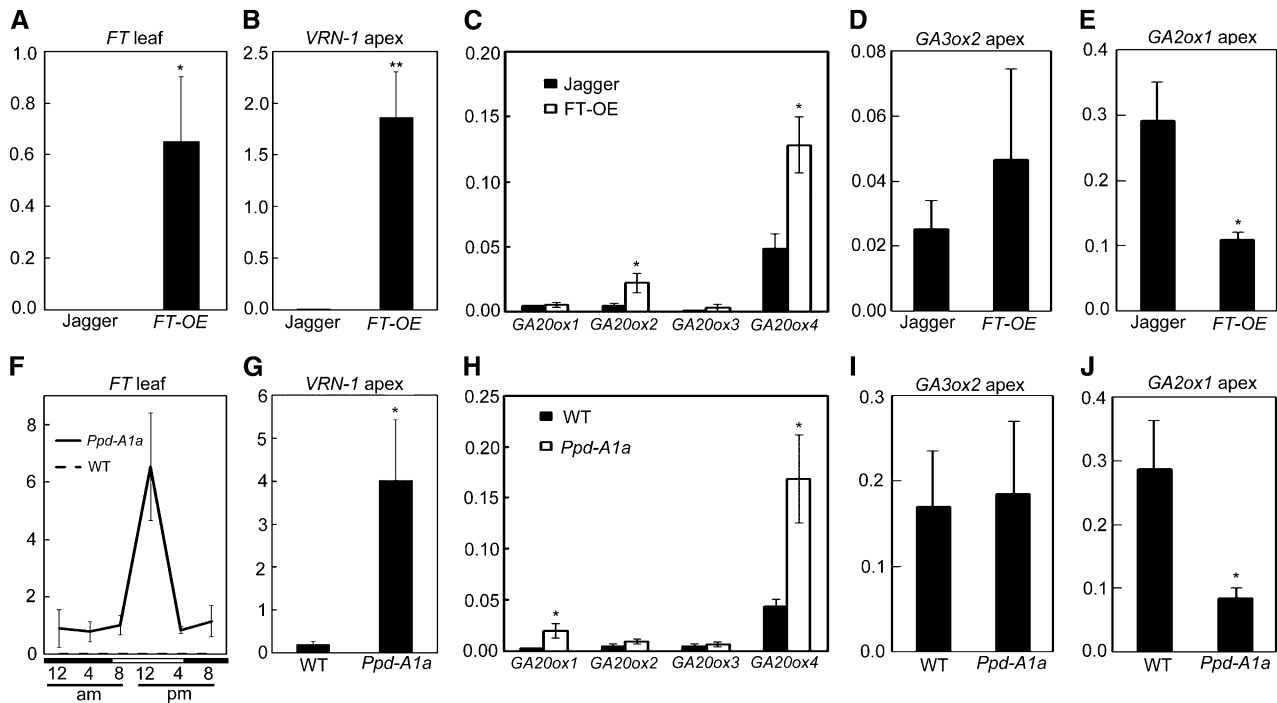 A
FT leaf
1.0
0.8
0.6
0.4
0.2
0.0
*
Jagger FT-OE
B
VRN-1 apex
2.5
2.0
1.5
1.0
0.5
0.0
**
Jagger FT-OE
C
0.20
0.15
0.10
0.05
0.00
Jagger
FT-OE
*
*
GA20ox1 GA20ox2 GA20ox3 GA20ox4
D
GA3ox2 apex
0.08
0.06
0.04
0.02
0.00
Jagger FT-OE
E
GA2ox1 apex
0.4
0.3
0.2
0.1
0.0
*
Jagger FT-OE
F
FT leaf
8
6
4
2
0
Ppd-A1a
WT
12 4 8 12 4 8
am pm
G
VRN-1 apex
6
5
4
3
2
1
0
*
WT Ppd-A1a
H
0.25
0.20
0.15
0.10
0.05
0.00
WT
Ppd-A1a
*
*
GA20ox1 GA20ox2 GA20ox3 GA20ox4
I
GA3ox2 apex
0.3
0.2
0.1
0.0
WT Ppd-A1a
J
GA2ox1 apex
0.4
0.3
0.2
0.1
0.0
*
WT Ppd-A1a